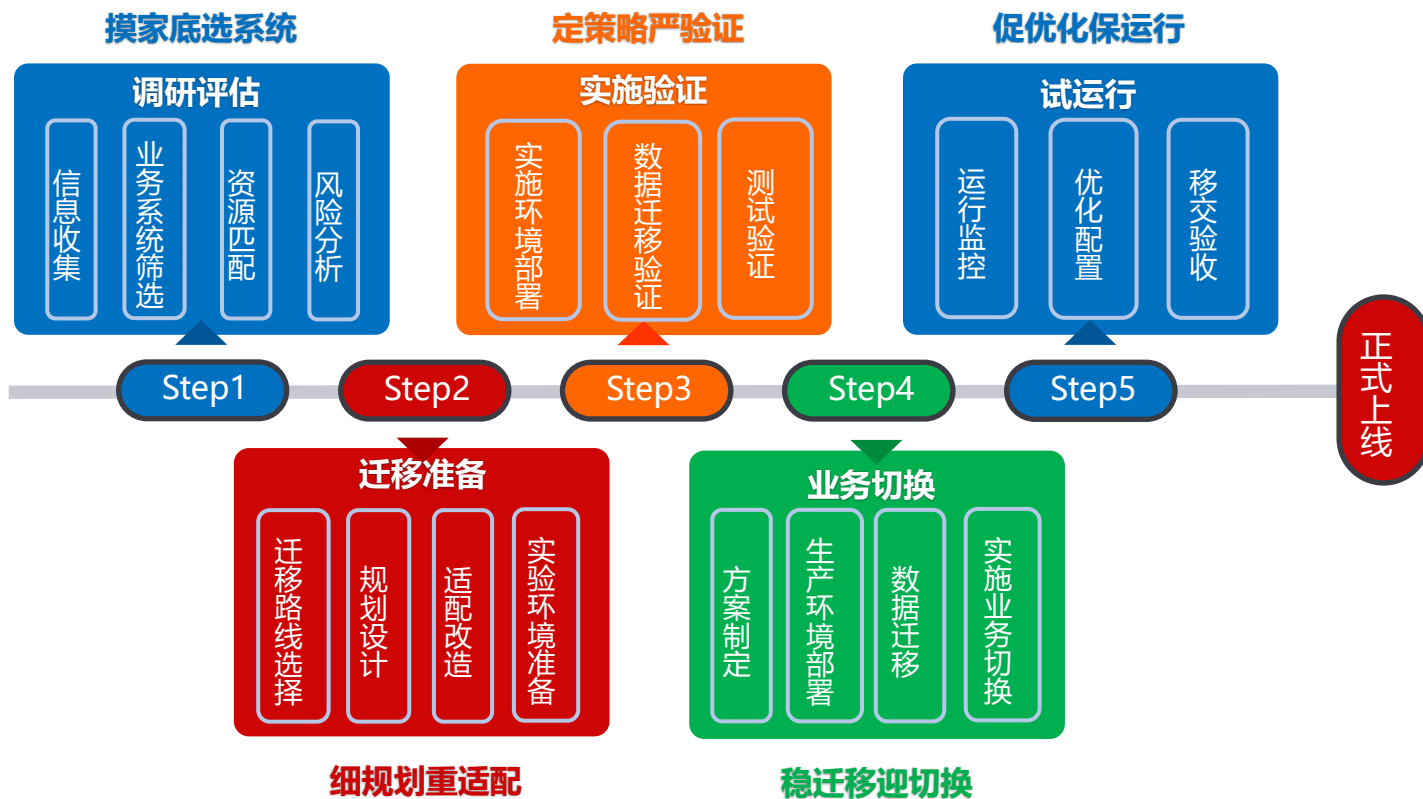 摸家底选系统
调研评估
信息收集
业务系统筛选
资源匹配
风险分析
定策略严验证
实施验证
实施环境部署
数据迁移验证
测试验证
促优化保运行
试运行
运行监控
优化配置
移交验收
Step1
Step2
Step3
Step4
Step5
正式上线
迁移准备
迁移路线选择
规划设计
适配改造
实验环境准备
细规划重适配
业务切换
方案制定
生产环境部署
数据迁移
实施业务切换
稳迁移迎切换